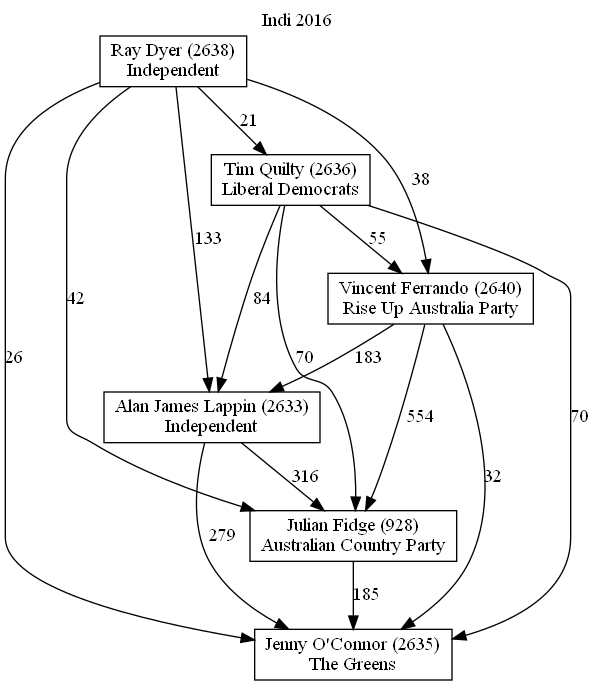 Indi 2016
Ray Dyer (2638)
Independent
21
Tim Quilty (2636)
Liberal Democrats
38
133
55
Vincent Ferrando (2640)
Rise Up Australia Party
42
84
26
70
183
Alan James Lappin (2633)
Independent
554
70
316
32
Julian Fidge (928)
Australian Country Party
279
185
Jenny O'Connor (2635)
The Greens